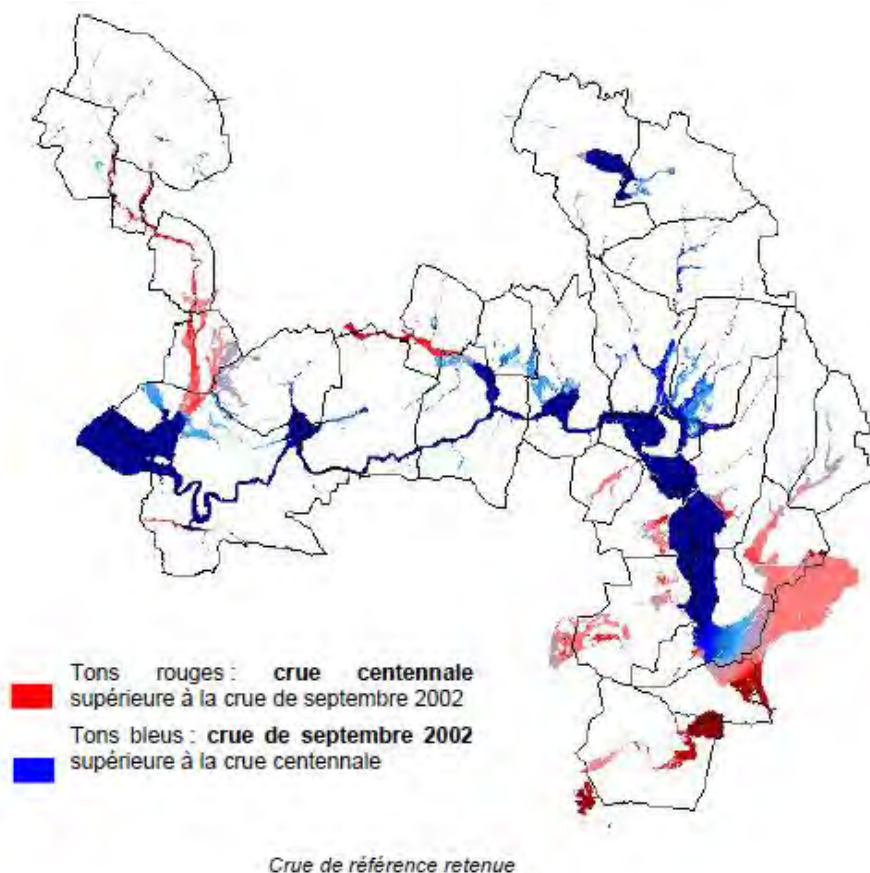 Tons rouges : crue centennale
supérieure à la crue de septembre 2002
Tons bleus : crue de septembre 2002
supérieure à la crue centennale
Crue de référence retenue